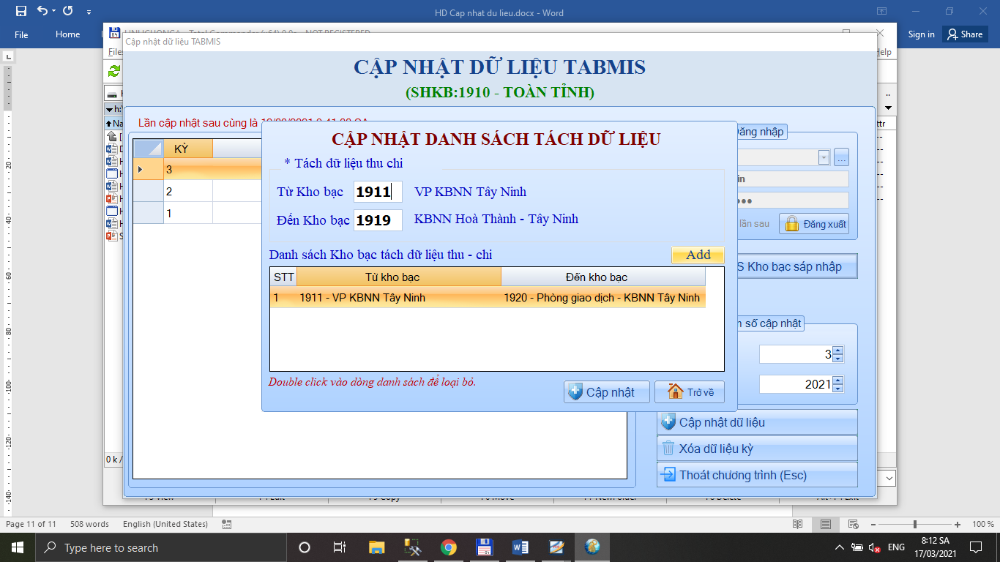 HD Cap nhat du lieu.docx - Word
File
Home
Sign in
Share
64
Files
Help
Cập nhật dữ liệu TABMIS
CẬP NHẬT DỮ LIỆU TABMIS
(SHKB:1910 - TOÀN TỈNH)
Lần cập nhật sau cùng là
KỲ
3
2
1
CẬP NHẬT DANH SÁCH TÁCH DỮ LIỆU
* Tách dữ liệu thu chi
Từ Kho bạc 1911 VP KBNN Tây Ninh
Đến Kho bạc 1919 KBNN Hoà Thành - Tây Ninh
Danh sách Kho bạc tách dữ liệu thu - chi
Add
STT Từ kho bạc Đến kho bạc
1 1911 - VP KBNN Tây Ninh 1920 - Phòng giao dịch - KBNN Tây Ninh
Double click vào dòng danh sách để loại bỏ.
Cập nhật
Trở về
Đăng nhập
...
in
lần sau
Đăng xuất
S Kho bạc sáp nhập
m số cập nhật
3
2021
Cập nhật dữ liệu
Xóa dữ liệu kỳ
Thoát chương trình (Esc)
0 k /
Page 11 of 11
508 words
English (United States)
100 %
Type here to search
ENG
8:12 SA
17/03/2021